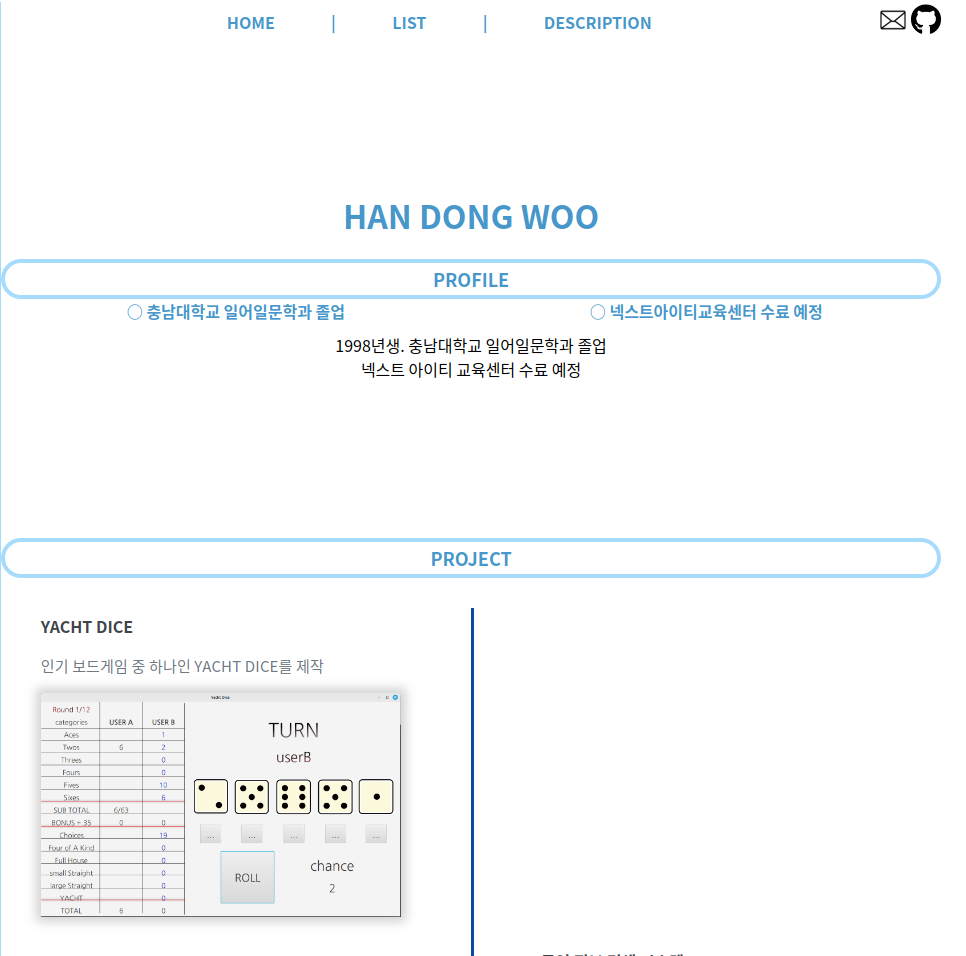 HOME | LIST | DESCRIPTION
HAN DONG WOO
PROFILE
○ 충남대학교 일어일문학과 졸업 ○ 넥스트아이티교육센터 수료 예정
1998년생. 충남대학교 일어일문학과 졸업
넥스트 아이티 교육센터 수료 예정
PROJECT
YACHT DICE
인기 보드게임 중 하나인 YACHT DICE를 제작
Yacht Dice
Round 1/12
categories USER A USER B
Aces 1
Twos 6 2
Threes 0
Fours 0
Fives 10
Sixes 6
SUB TOTAL 6/63
BONUS + 35 0 0
Choices 19
Four of A Kind 0
Full House 0
small Straight 0
large Straight 0
YACHT 0
TOTAL 6 0
TURN
userB
... ... ... ... ...
ROLL
chance
2